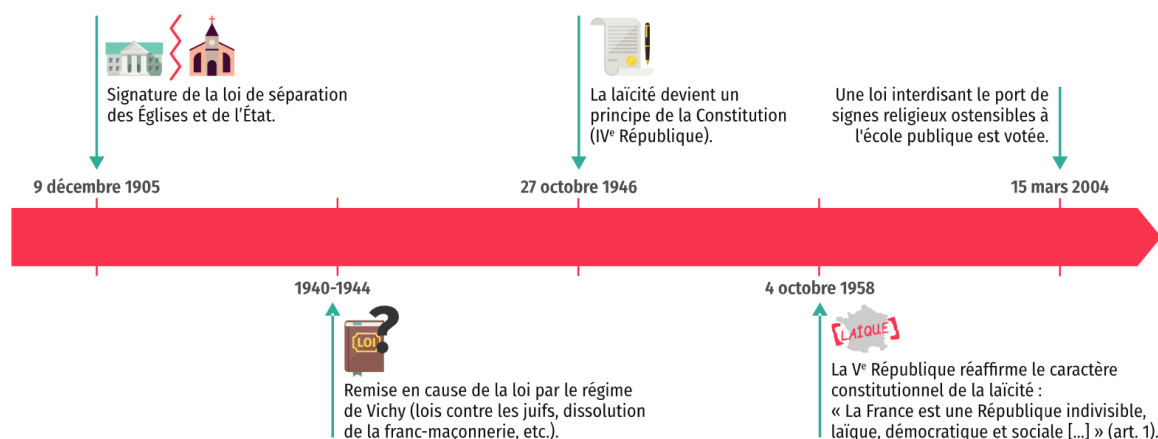 Signature de la loi de séparation
des Églises et de l'État.
La laïcité devient un
principe de la Constitution
(IVe République).
Une loi interdisant le port de
signes religieux ostensibles à
l'école publique est votée.
9 décembre 1905
27 octobre 1946
15 mars 2004
1940-1944
4 octobre 1958
LOI
?
Remise en cause de la loi par le régime
de Vichy (lois contre les juifs, dissolution
de la franc-maçonnerie, etc.).
LAÏQUE
La Ve République réaffirme le caractère
constitutionnel de la laïcité :
« La France est une République indivisible,
laïque, démocratique et sociale [...] » (art. 1).